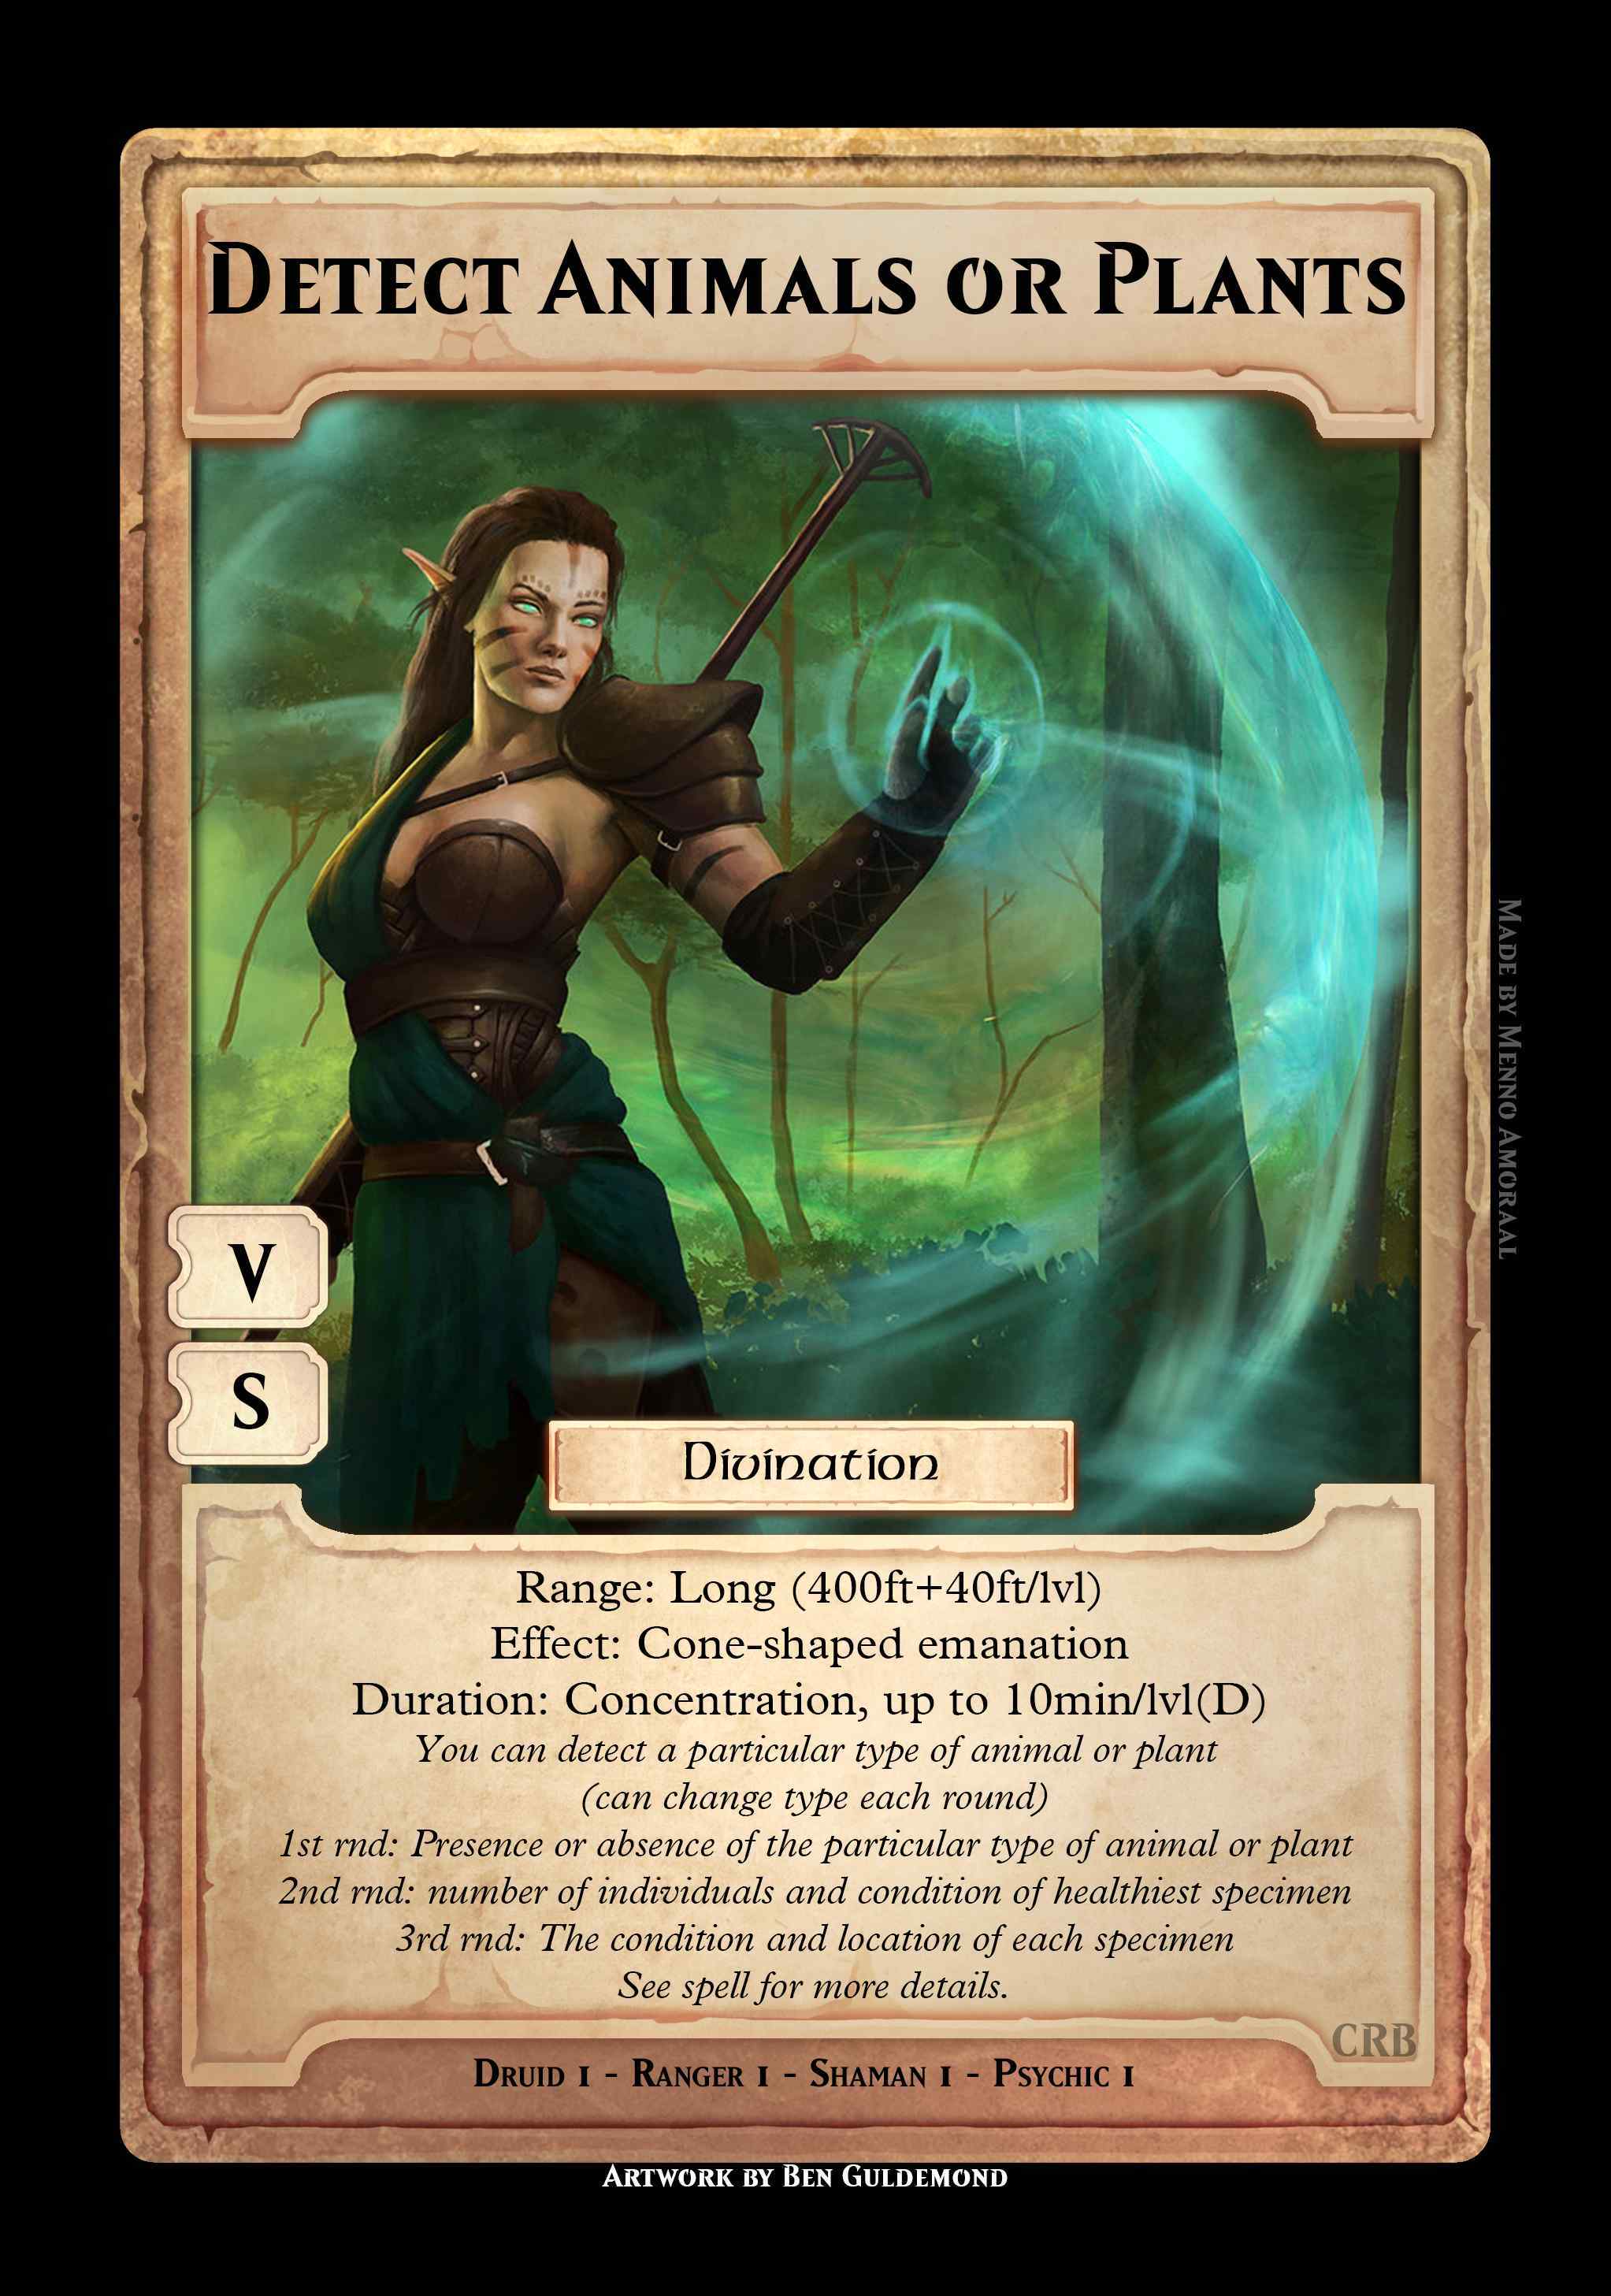 Detect Animals or Plants
V
S
Divination
Range: Long (400ft+40ft/lvl)
Effect: Cone-shaped emanation
Duration: Concentration, up to 10min/lvl(D)
You can detect a particular type of animal or plant
(can change type each round)
1st rnd: Presence or absence of the particular type of animal or plant
2nd rnd: number of individuals and condition of healthiest specimen
3rd rnd: The condition and location of each specimen
See spell for more details.
CRB
Druid 1 - Ranger 1 - Shaman 1 - Psychic 1
Artwork by Ben Guldemond
Made by Menno Amoraal